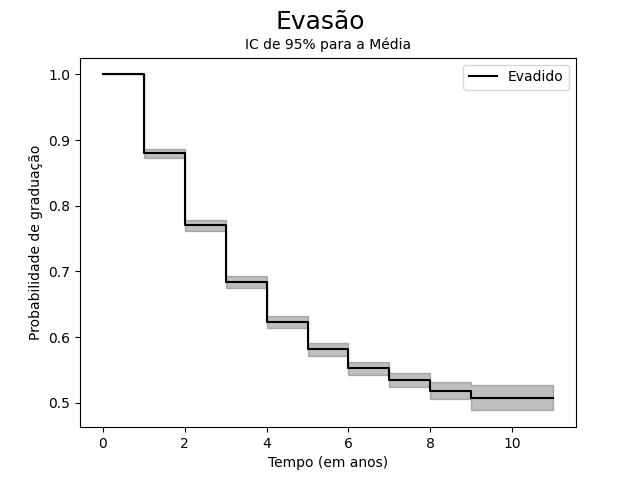 Evasão
IC de 95% para a Média
Evadido
Probabilidade de graduação
1.0
0.9
0.8
0.7
0.6
0.5
0 2 4 6 8 10
Tempo (em anos)